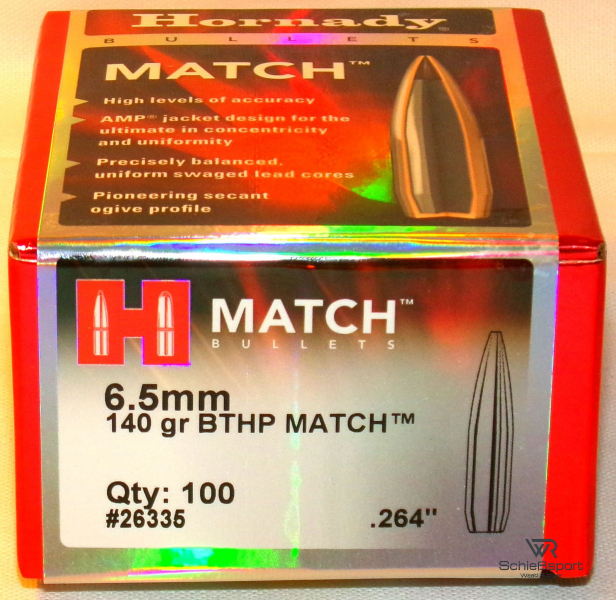 Hornady
BULLETS
MATCH™
High levels of accuracy
AMP® jacket design for the
ultimate in concentricity
and uniformity
Precisely balanced,
uniform swaged lead cores
Pioneering secant
ogive profile
H MATCH™
BULLETS
6.5mm
140 gr BTHP MATCH™
Qty: 100
#26335
.264"
WR
Schießsport